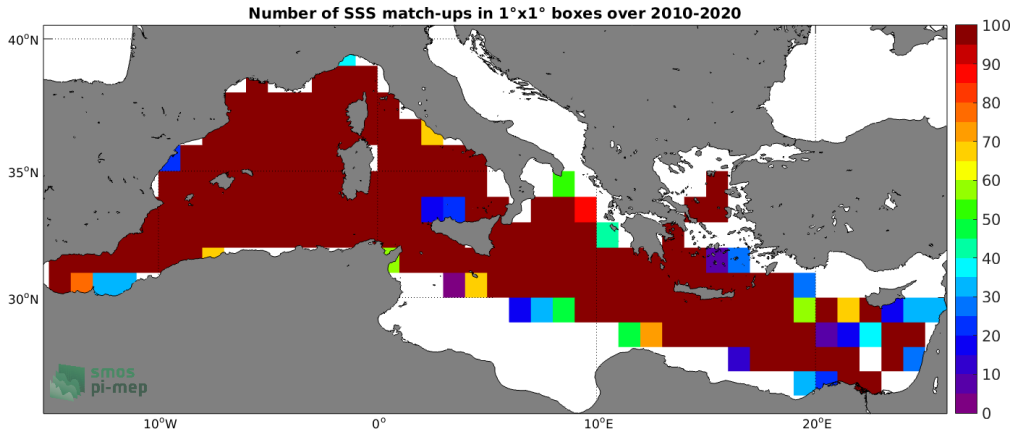 Number of SSS match-ups in 1°x1° boxes over 2010-2020
40°N
35°N
30°N
10°W
0°
10°E
20°E
100
90
80
70
60
50
40
30
20
10
0
smos
pi-mep